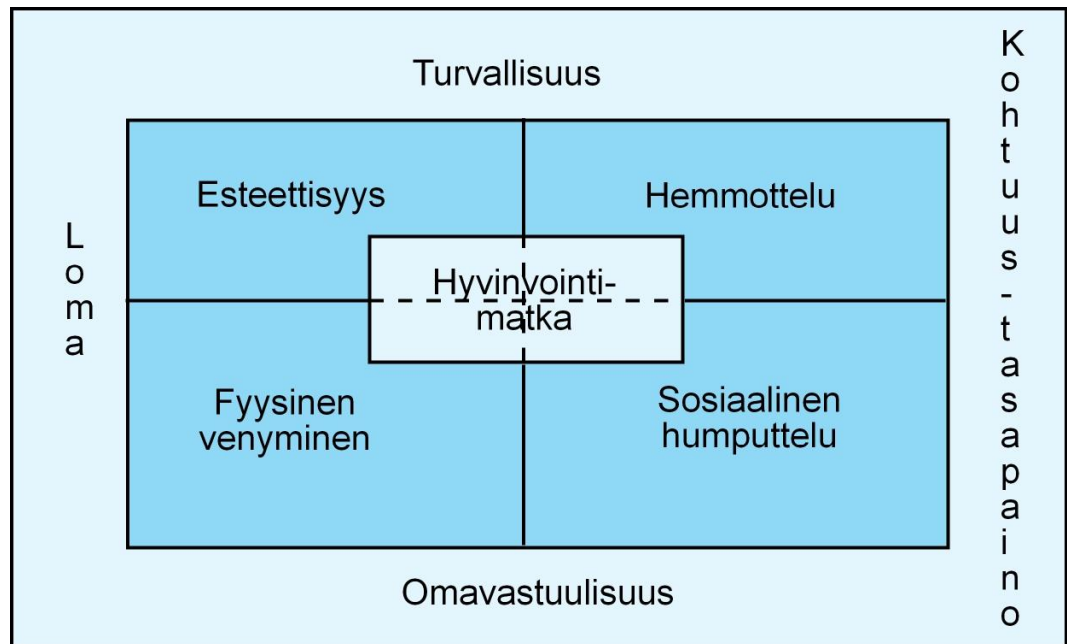 Turvallisuus
Esteettisyys
Hemmottelu
Loma
Hyvinvointi-
matka
Kohtuus-tasapaino
Fyysinen
venyminen
Sosiaalinen
humputtelu
Omavastuulisuus